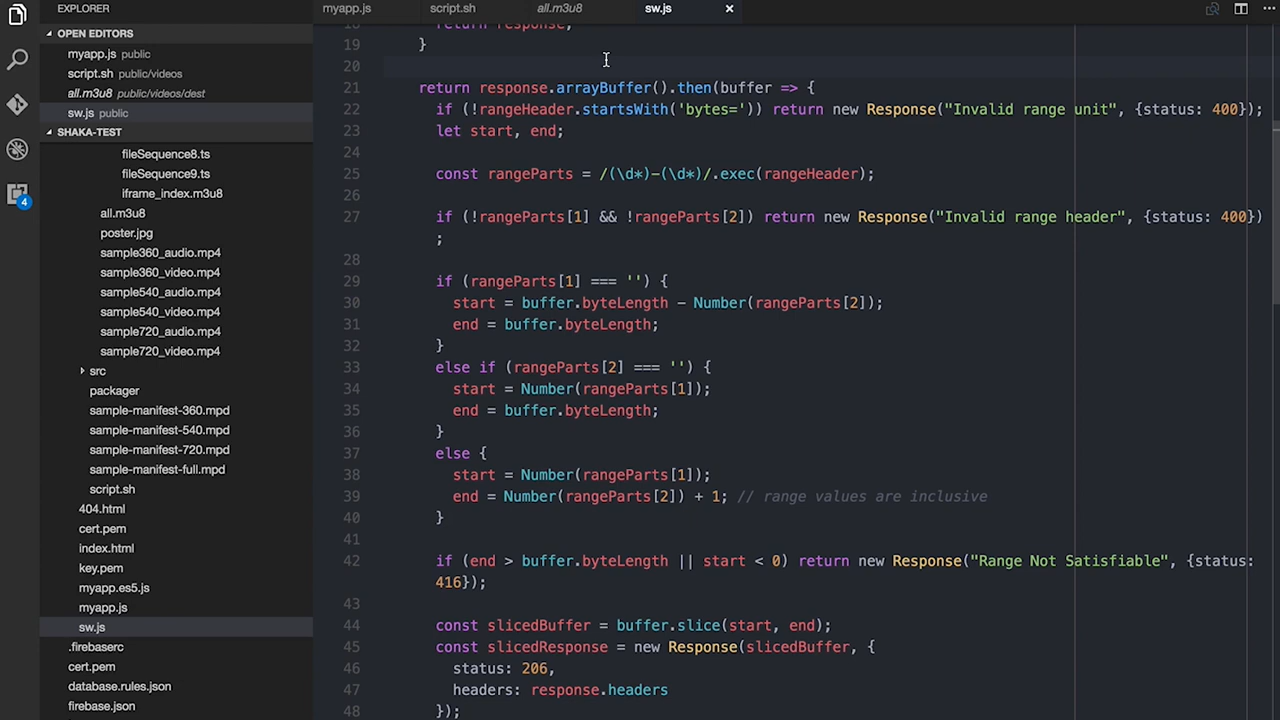 EXPLORER
OPEN EDITORS
myapp.js public
script.sh public/videos
all.m3u8 public/videos/dest
sw.js public
SHAKA-TEST
fileSequence8.ts
fileSequence9.ts
iframe_index.m3u8
all.m3u8
poster.jpg
sample360_audio.mp4
sample360_video.mp4
sample540_audio.mp4
sample540_video.mp4
sample720_audio.mp4
sample720_video.mp4
src
packager
sample-manifest-360.mpd
sample-manifest-540.mpd
sample-manifest-720.mpd
sample-manifest-full.mpd
script.sh
404.html
cert.pem
index.html
key.pem
myapp.es5.js
myapp.js
sw.js
.firebaserc
cert.pem
database.rules.json
firebase.json
4
myapp.js script.sh all.m3u8 sw.js ×
18 return response;
19 }
20
21 return response.arrayBuffer().then(buffer => {
22 if (!rangeHeader.startsWith('bytes=')) return new Response("Invalid range unit", {status: 400});
23 let start, end;
24
25 const rangeParts = /(\d*)-(\d*)/.exec(rangeHeader);
26
27 if (!rangeParts[1] && !rangeParts[2]) return new Response("Invalid range header", {status: 400})
;
28
29 if (rangeParts[1] === '') {
30 start = buffer.byteLength - Number(rangeParts[2]);
31 end = buffer.byteLength;
32 }
33 else if (rangeParts[2] === '') {
34 start = Number(rangeParts[1]);
35 end = buffer.byteLength;
36 }
37 else {
38 start = Number(rangeParts[1]);
39 end = Number(rangeParts[2]) + 1; // range values are inclusive
40 }
41
42 if (end > buffer.byteLength || start < 0) return new Response("Range Not Satisfiable", {status:
416});
43
44 const slicedBuffer = buffer.slice(start, end);
45 const slicedResponse = new Response(slicedBuffer, {
46 status: 206,
47 headers: response.headers
48 });